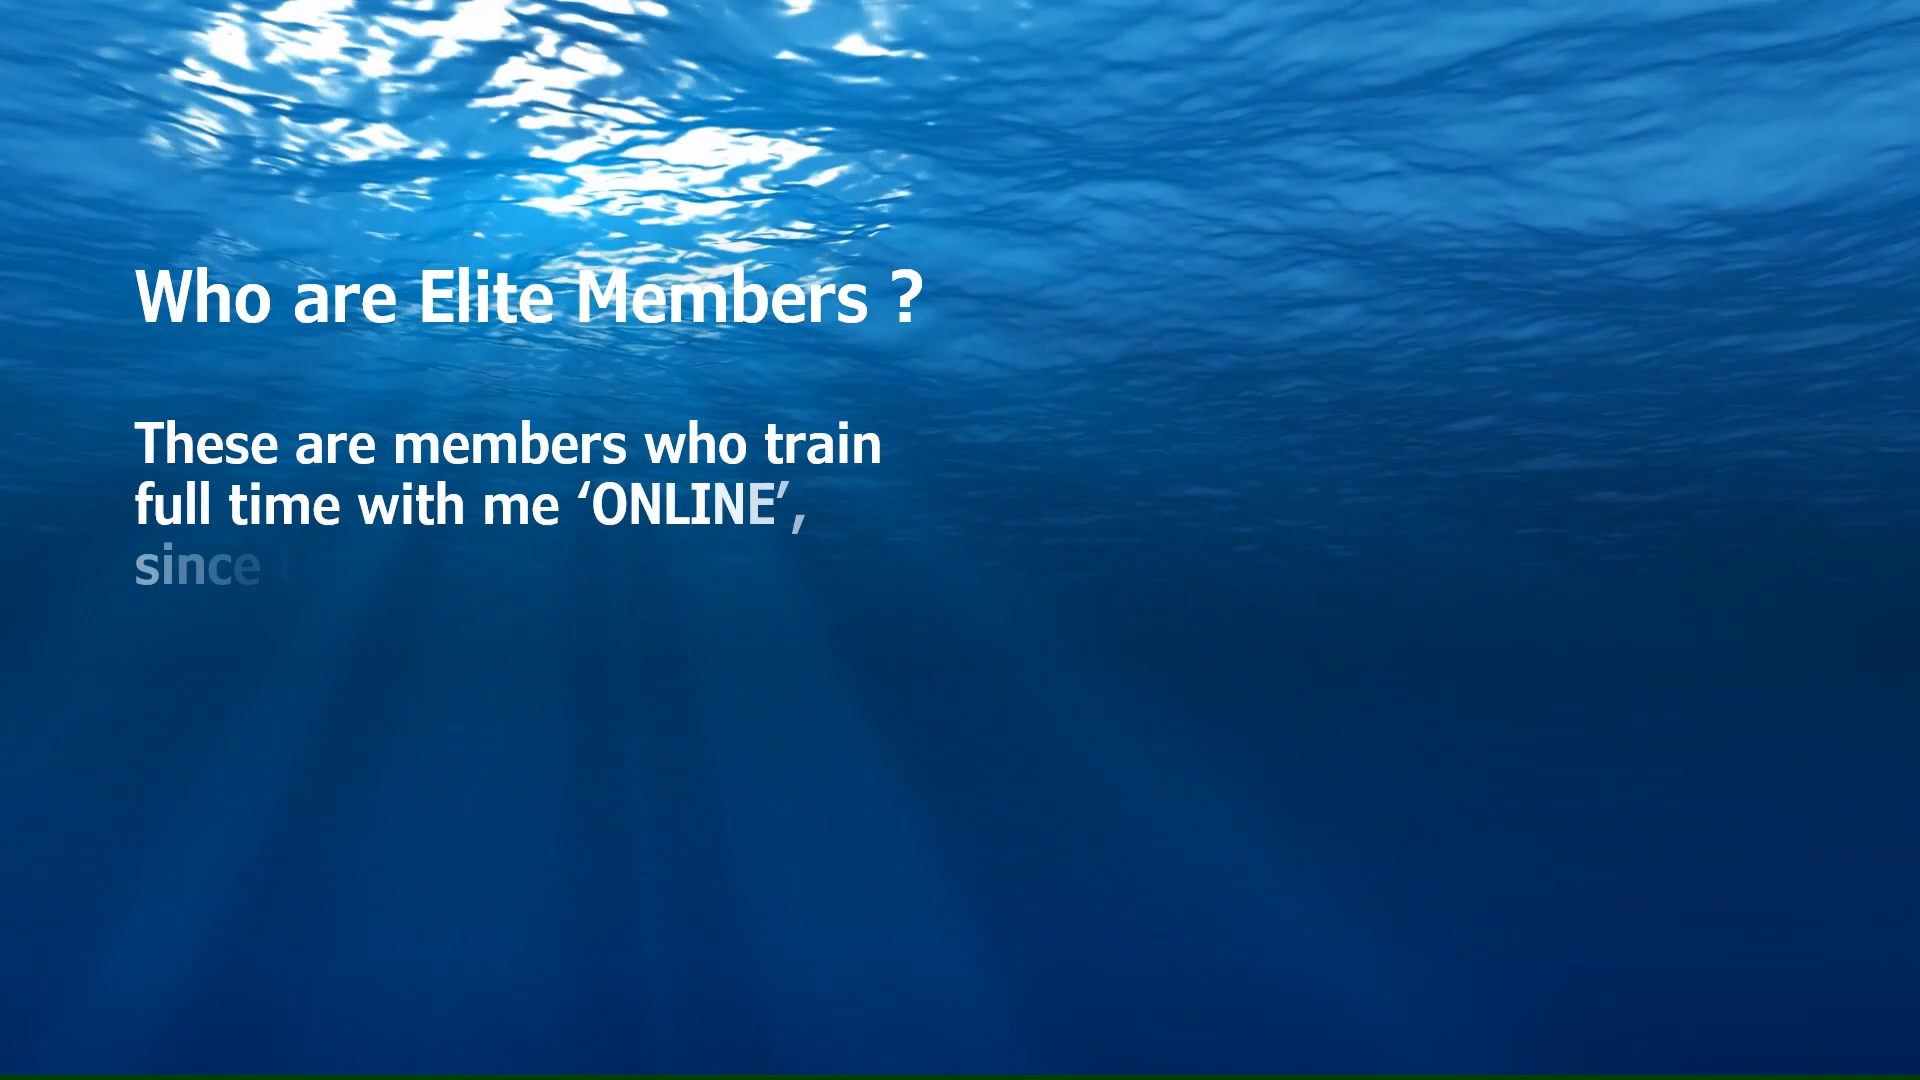 Who are Elite Members ?
These are members who train
full time with me ‘ONLINE’,
since